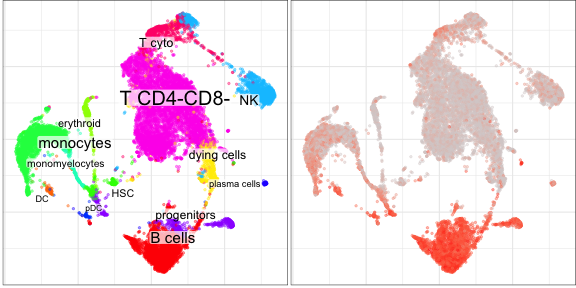 T cyto
T CD4-CD8-
NK
erythroid
monocytes
dying cells
monomyelocytes
plasma cells
DC
HSC
pDC
progenitors
B cells